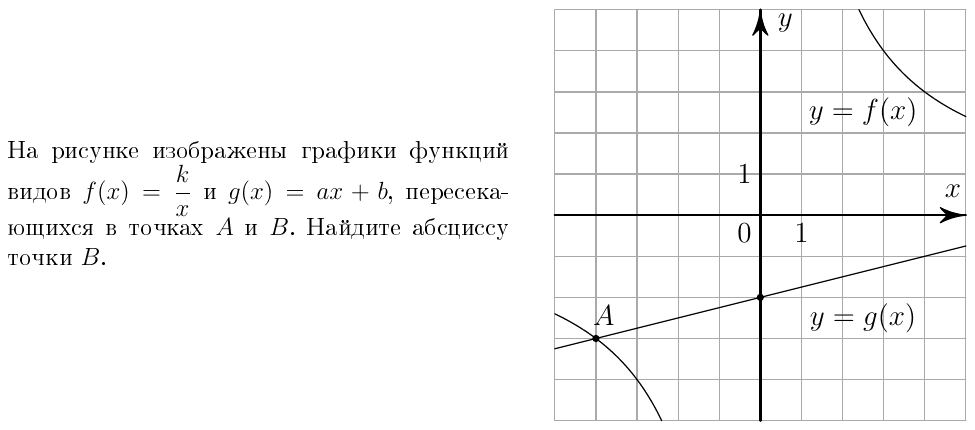 На рисунке изображены графики функций
видов f(x) = k/x и g(x) = ax + b, пересека-
ющихся в точках A и B. Найдите абсциссу
точки B.
y
y = f(x)
1
x
0 1
A
y = g(x)